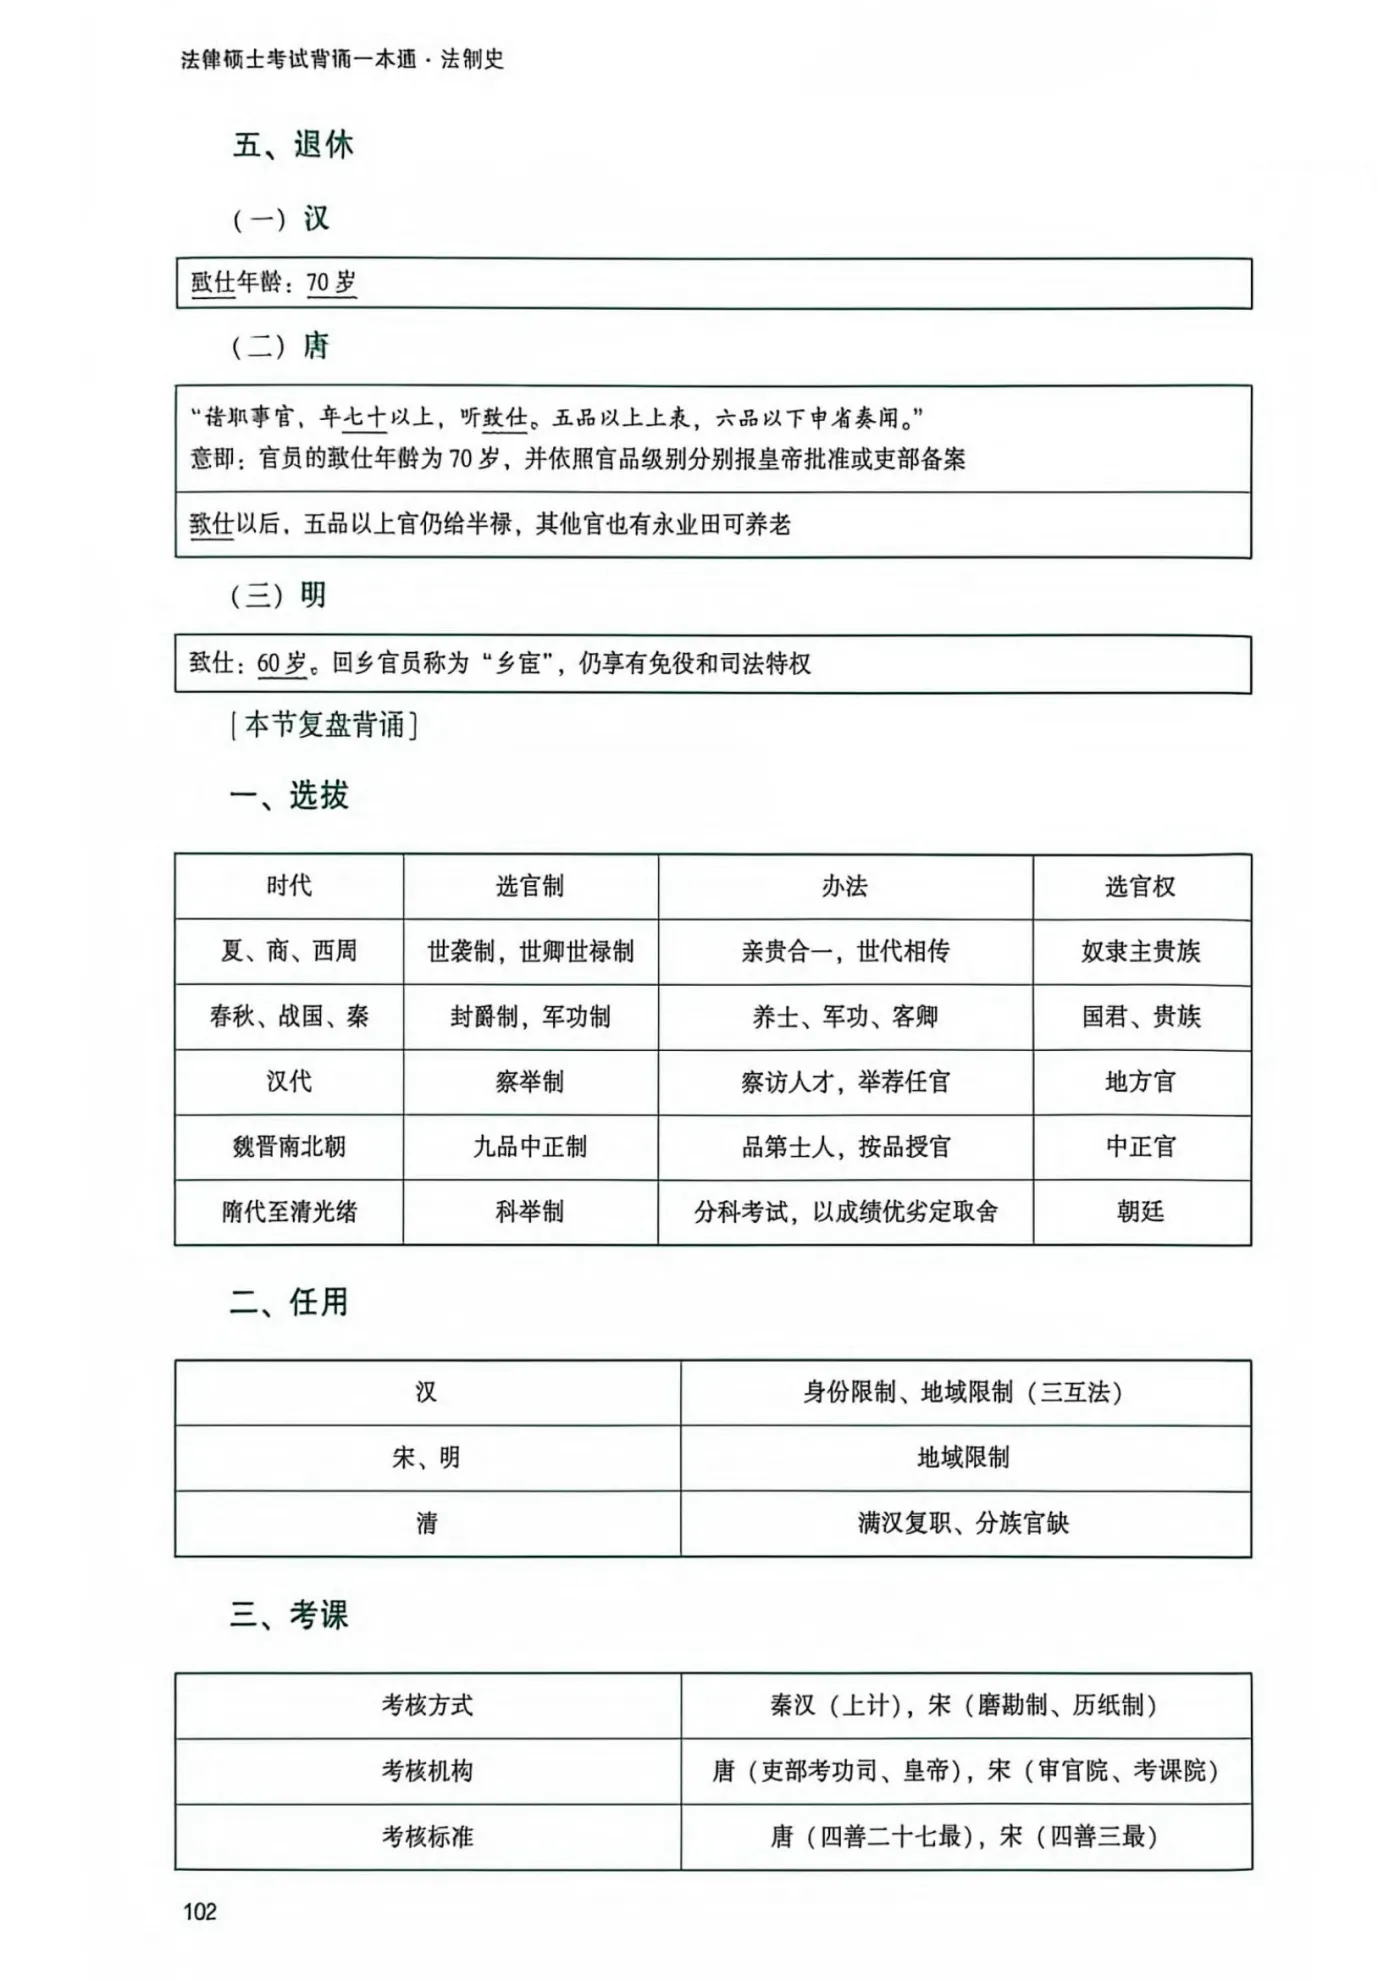 法律硕士考试背诵一本通·法制史
五、退休
（一）汉
致仕年龄：70 岁
（二）唐
“诸职事官，年七十以上，听致仕。五品以上上表，六品以下申省奏闻。”
意即：官员的致仕年龄为 70 岁，并依照官品级别分别报皇帝批准或吏部备案
致仕以后，五品以上官仍给半禄，其他官也有永业田可养老
（三）明
致仕：60 岁。回乡官员称为“乡宦”，仍享有免役和司法特权
[本节复盘背诵]
一、选拔
时代 选官制 办法 选官权
夏、商、西周 世袭制，世卿世禄制 亲贵合一，世代相传 奴隶主贵族
春秋、战国、秦 封爵制，军功制 养士、军功、客卿 国君、贵族
汉代 察举制 察访人才，举荐任官 地方官
魏晋南北朝 九品中正制 品第士人，按品授官 中正官
隋代至清光绪 科举制 分科考试，以成绩优劣定取舍 朝廷
二、任用
汉 身份限制、地域限制（三互法）
宋、明 地域限制
清 满汉复职、分族官缺
三、考课
考核方式 秦汉（上计），宋（磨勘制、历纸制）
考核机构 唐（吏部考功司、皇帝），宋（审官院、考课院）
考核标准 唐（四善二十七最），宋（四善三最）
102